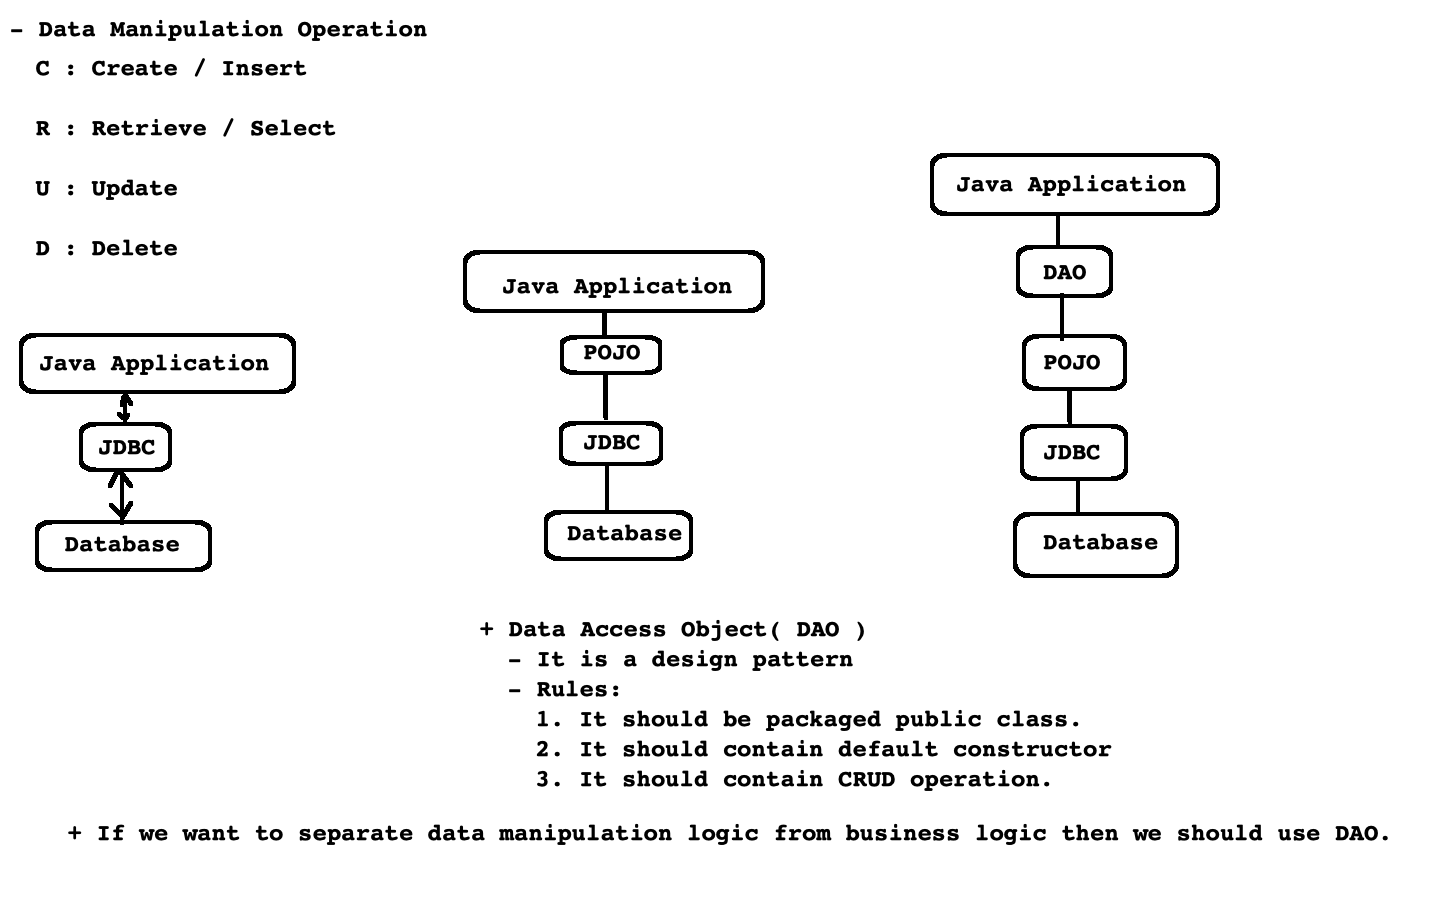 - Data Manipulation Operation
C : Create / Insert
R : Retrieve / Select
U : Update
D : Delete
Java Application
JDBC
Database
Java Application
POJO
JDBC
Database
Java Application
DAO
POJO
JDBC
Database
+ Data Access Object( DAO )
- It is a design pattern
- Rules:
1. It should be packaged public class.
2. It should contain default constructor
3. It should contain CRUD operation.
+ If we want to separate data manipulation logic from business logic then we should use DAO.